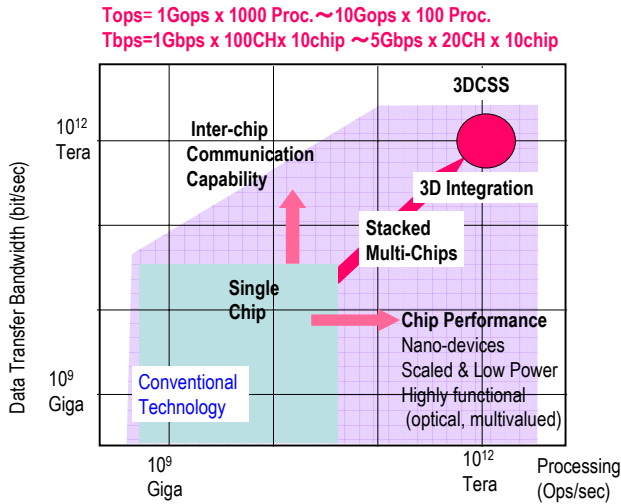 Tops= 1Gops x 1000 Proc.～10Gops x 100 Proc.
Tbps=1Gbps x 100CHx 10chip ～5Gbps x 20CH x 10chip
3DCSS
10¹²
Tera
Inter-chip
Communication
Capability
3D Integration
Stacked
Multi-Chips
Data Transfer Bandwidth (bit/sec)
Single
Chip
Chip Performance
Nano-devices
Scaled & Low Power
Highly functional
(optical, multivalued)
10⁹
Giga
Conventional
Technology
10⁹
Giga
10¹²
Tera
Processing
(Ops/sec)